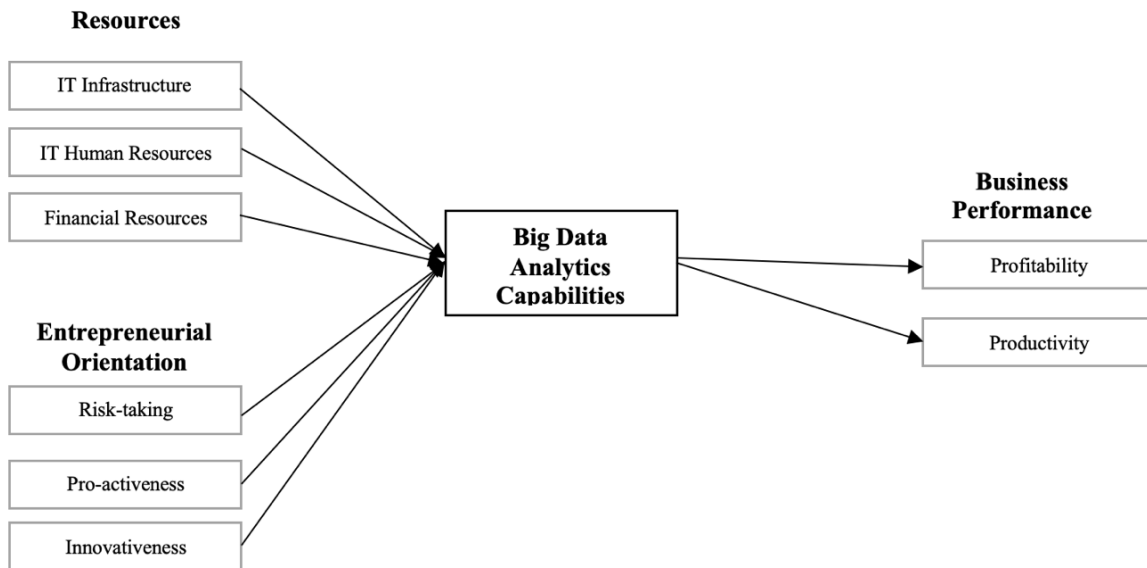 Resources
IT Infrastructure
IT Human Resources
Financial Resources
Entrepreneurial
Orientation
Risk-taking
Pro-activeness
Innovativeness
Big Data
Analytics
Capabilities
Business
Performance
Profitability
Productivity